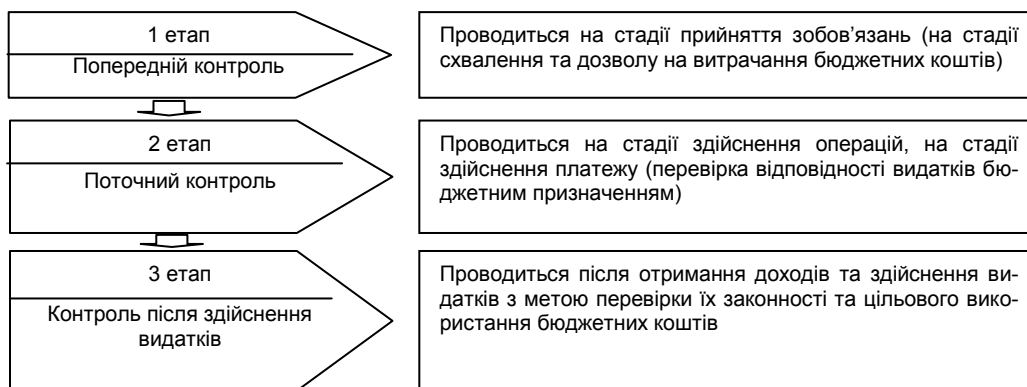 1 етап
Попередній контроль
Проводиться на стадії прийняття зобов’язань (на стадії
схвалення та дозволу на витрачання бюджетних коштів)
2 етап
Поточний контроль
Проводиться на стадії здійснення операцій, на стадії
здійснення платежу (перевірка відповідності видатків бю-
джетним призначенням)
3 етап
Контроль після здійснення
видатків
Проводиться після отримання доходів та здійснення ви-
датків з метою перевірки їх законності та цільового вико-
ристання бюджетних коштів